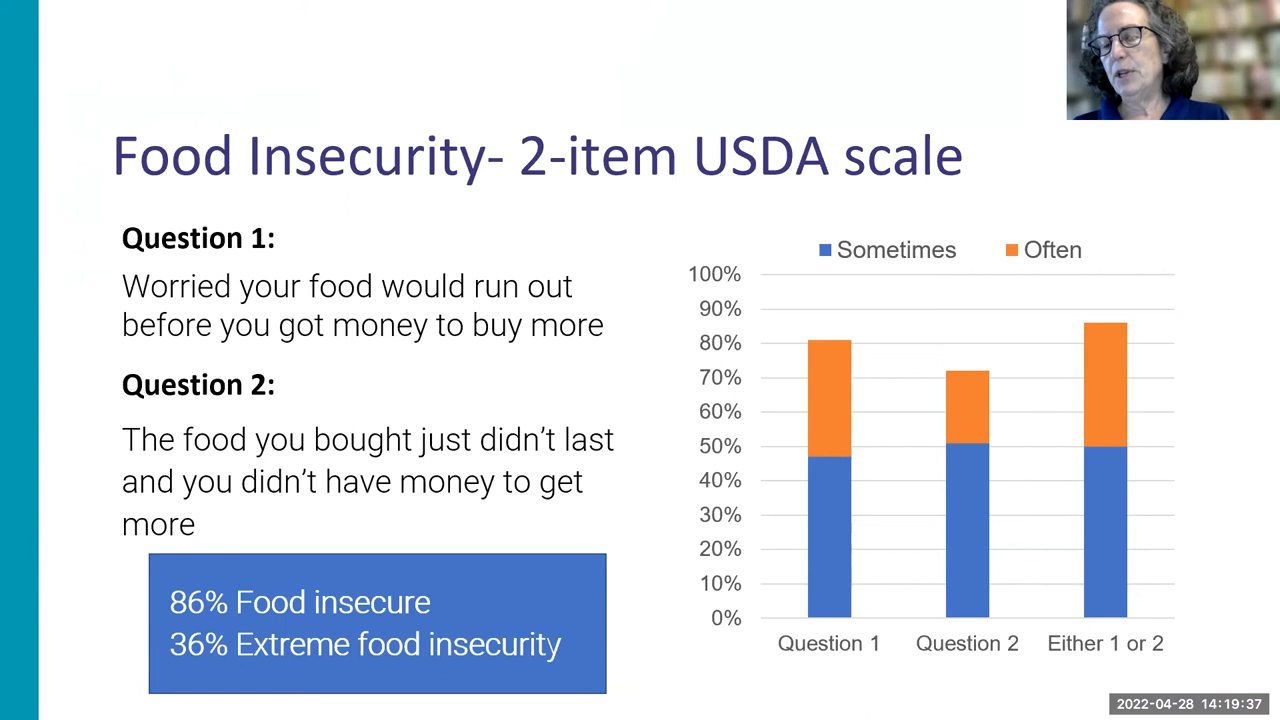 Food Insecurity- 2-item USDA scale
Question 1:
Worried your food would run out
before you got money to buy more
Question 2:
The food you bought just didn’t last
and you didn’t have money to get
more
86% Food insecure
36% Extreme food insecurity
Sometimes Often
100%
90%
80%
70%
60%
50%
40%
30%
20%
10%
0%
Question 1 Question 2 Either 1 or 2
2022-04-28 14:19:37